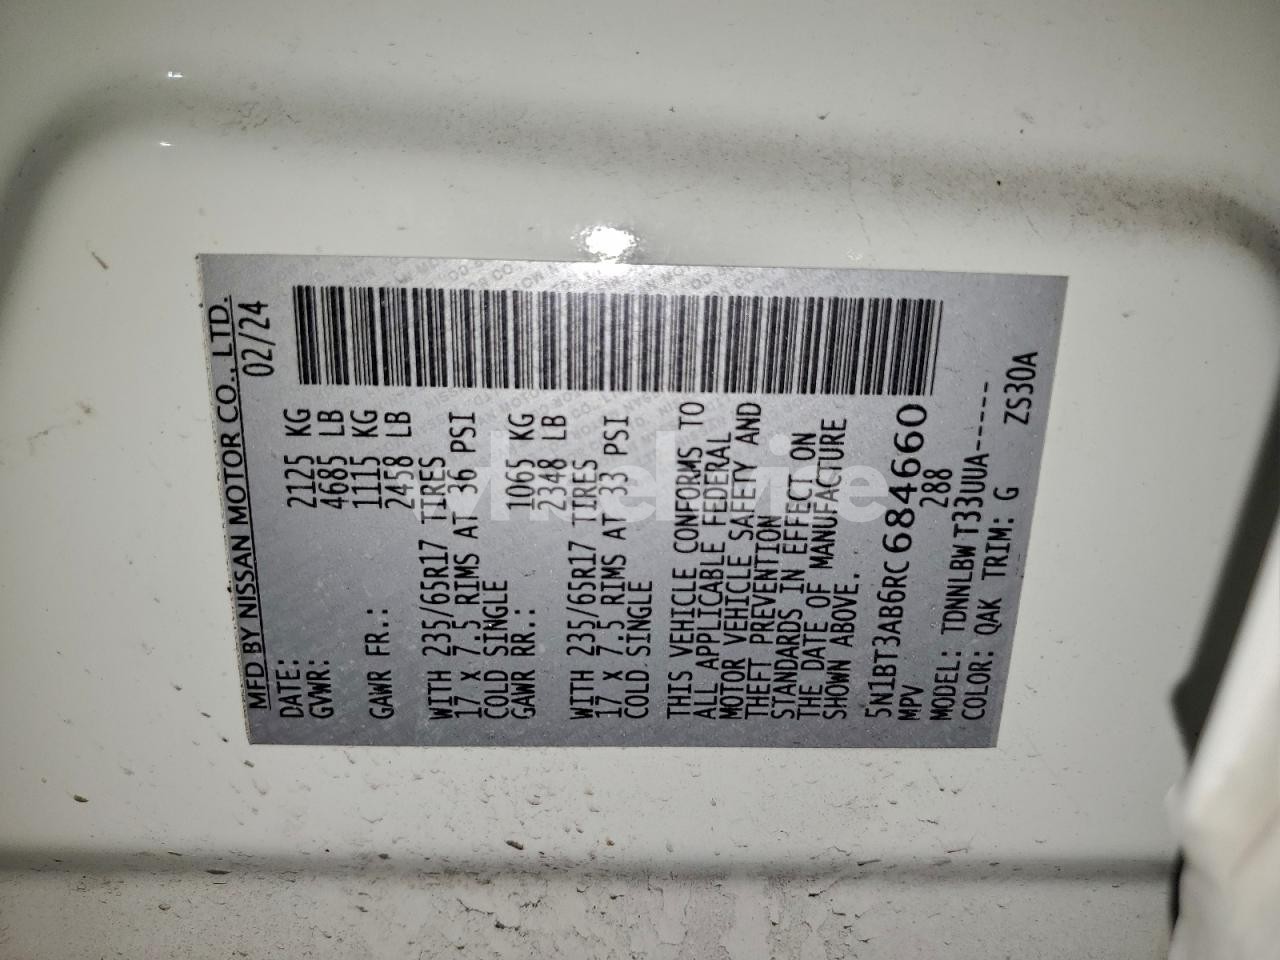 MFD BY NISSAN MOTOR CO., LTD.
DATE: 02/24
GVWR: 2125 KG
4685 LB
GAWR FR.: 1115 KG
2458 LB
WITH 235/65R17 TIRES
17 X 7.5 RIMS AT 36 PSI
COLD SINGLE
GAWR RR.: 1065 KG
2348 LB
WITH 235/65R17 TIRES
17 X 7.5 RIMS AT 33 PSI
COLD SINGLE
THIS VEHICLE CONFORMS TO
ALL APPLICABLE FEDERAL
MOTOR VEHICLE SAFETY AND
THEFT PREVENTION
STANDARDS IN EFFECT ON
THE DATE OF MANUFACTURE
SHOWN ABOVE.
5N1BT3AB6RC684660
MPV 288
MODEL: TDNNLBW T33UUA-----
COLOR: QAK TRIM: G ZS30A